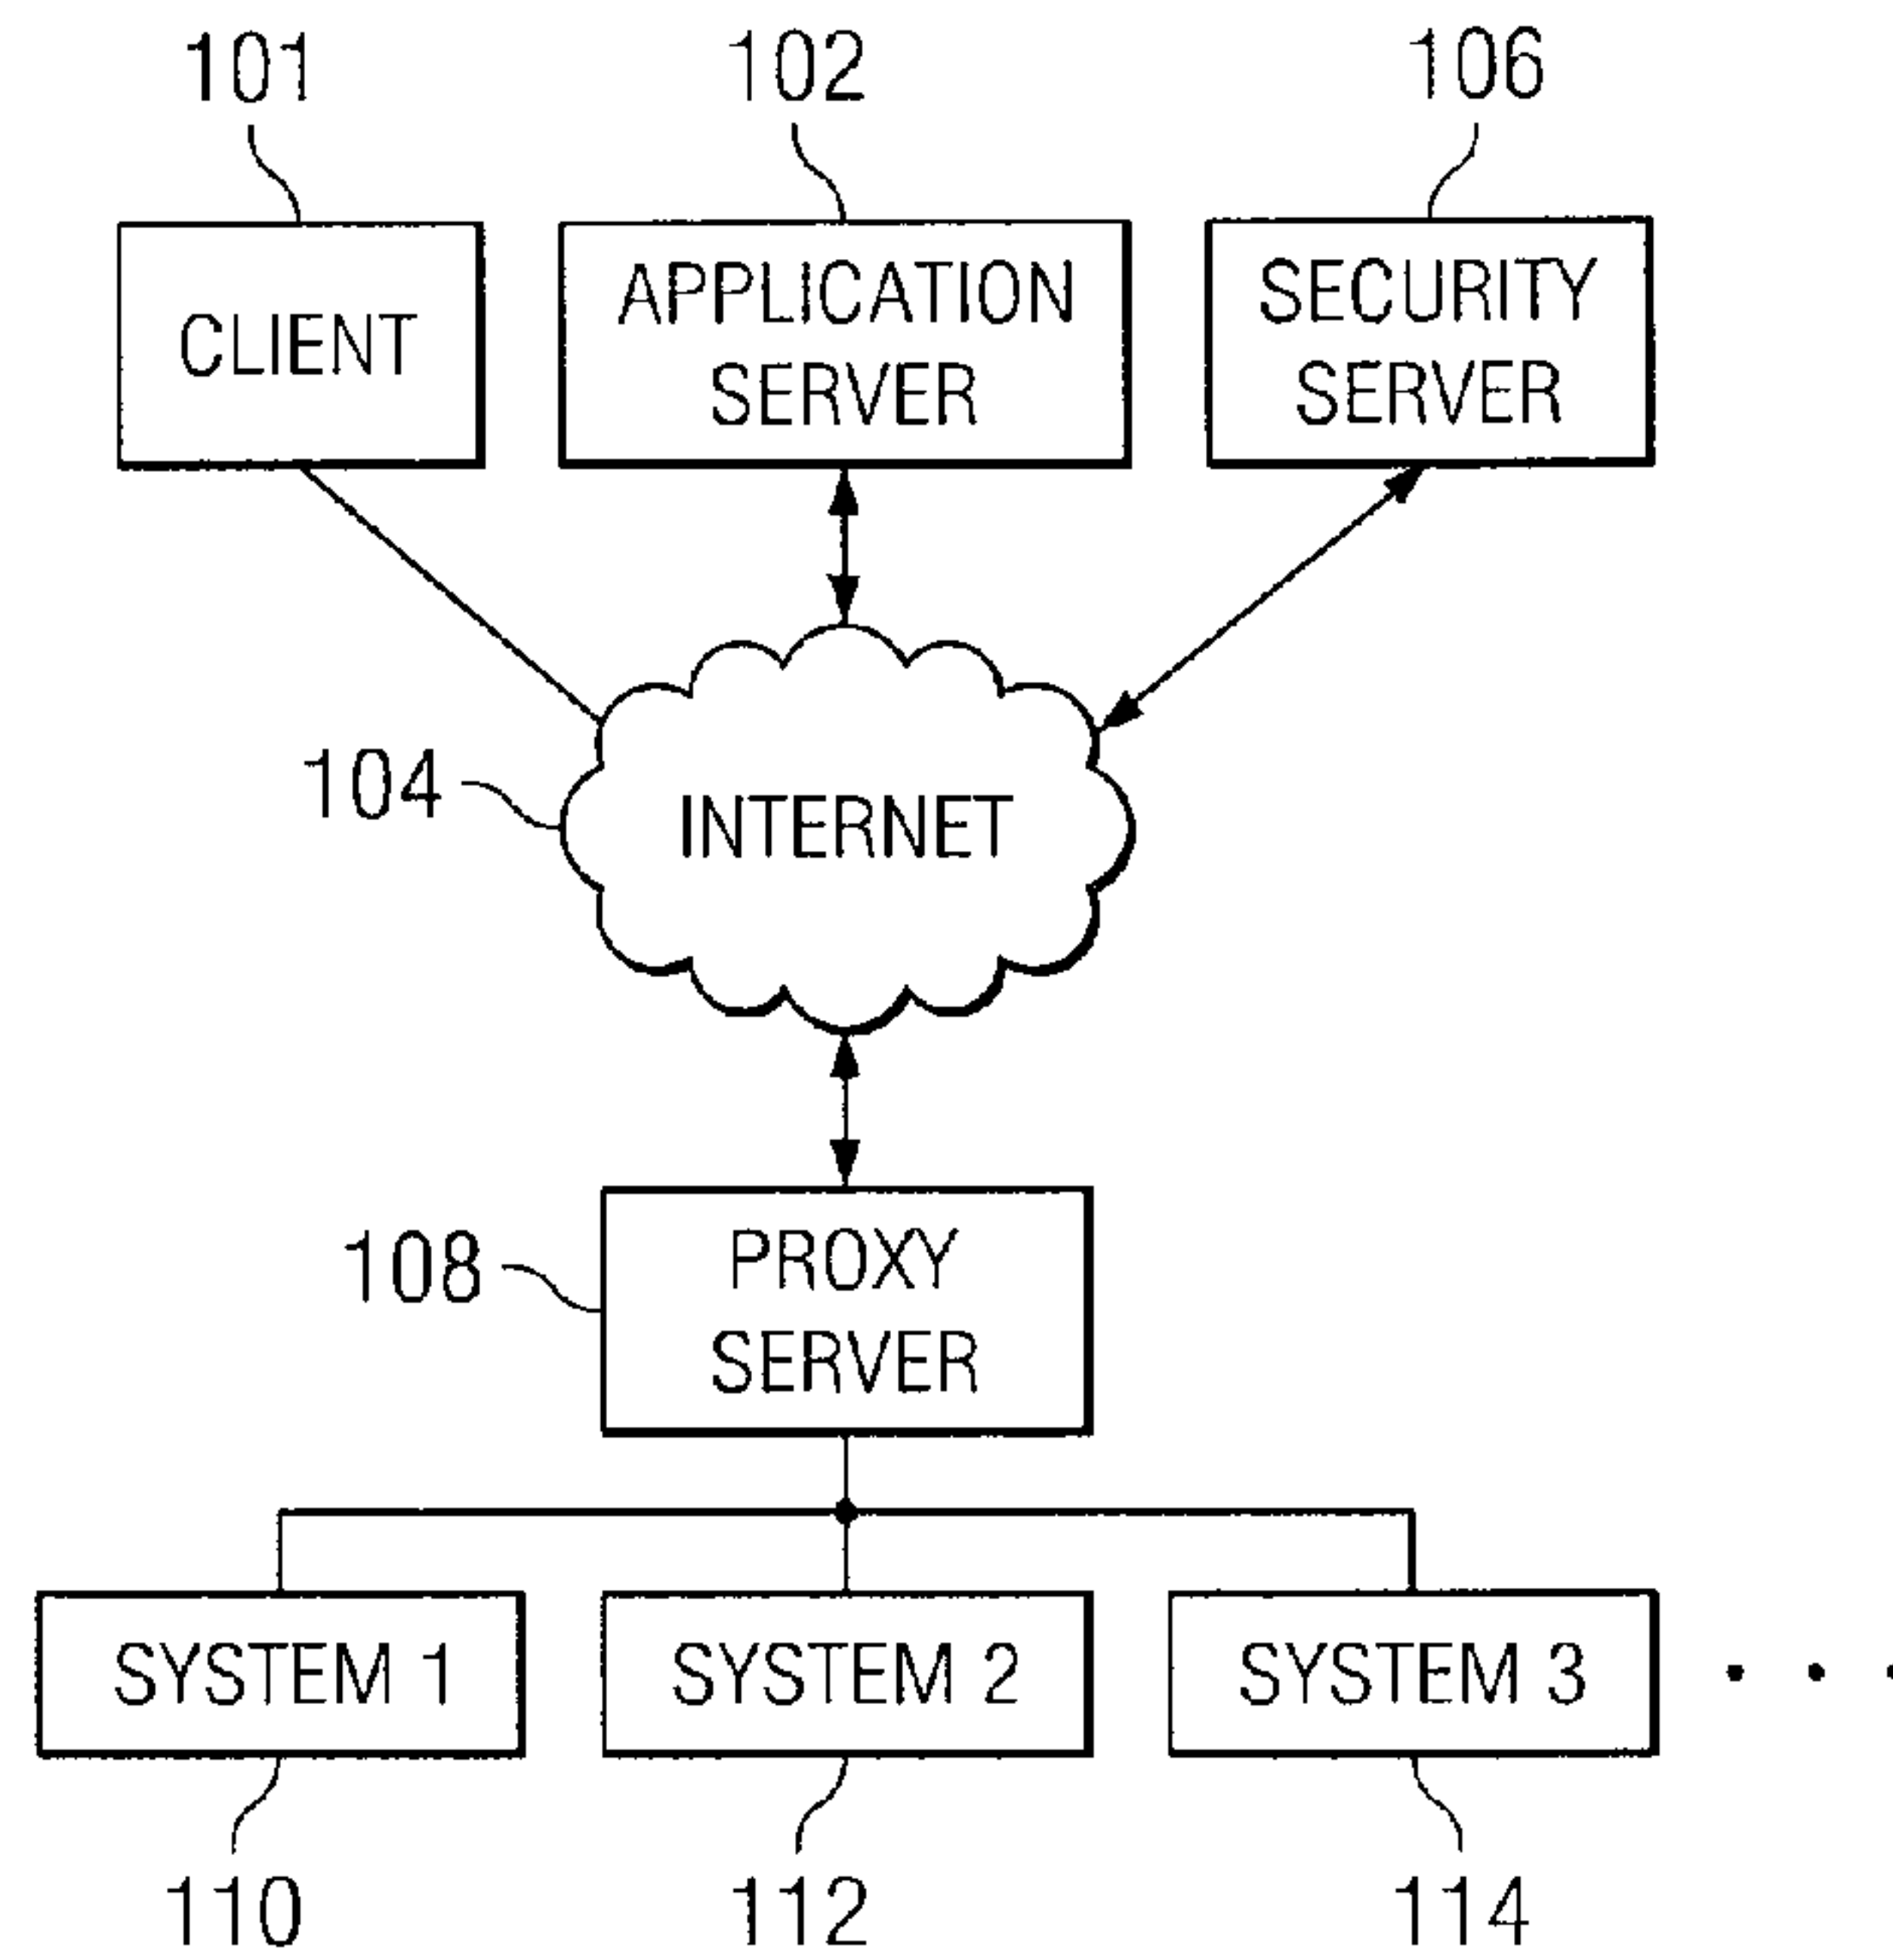 101
102
106
CLIENT
APPLICATION
SERVER
SECURITY
SERVER
104
INTERNET
108
PROXY
SERVER
SYSTEM 1
SYSTEM 2
SYSTEM 3
. . .
110
112
114